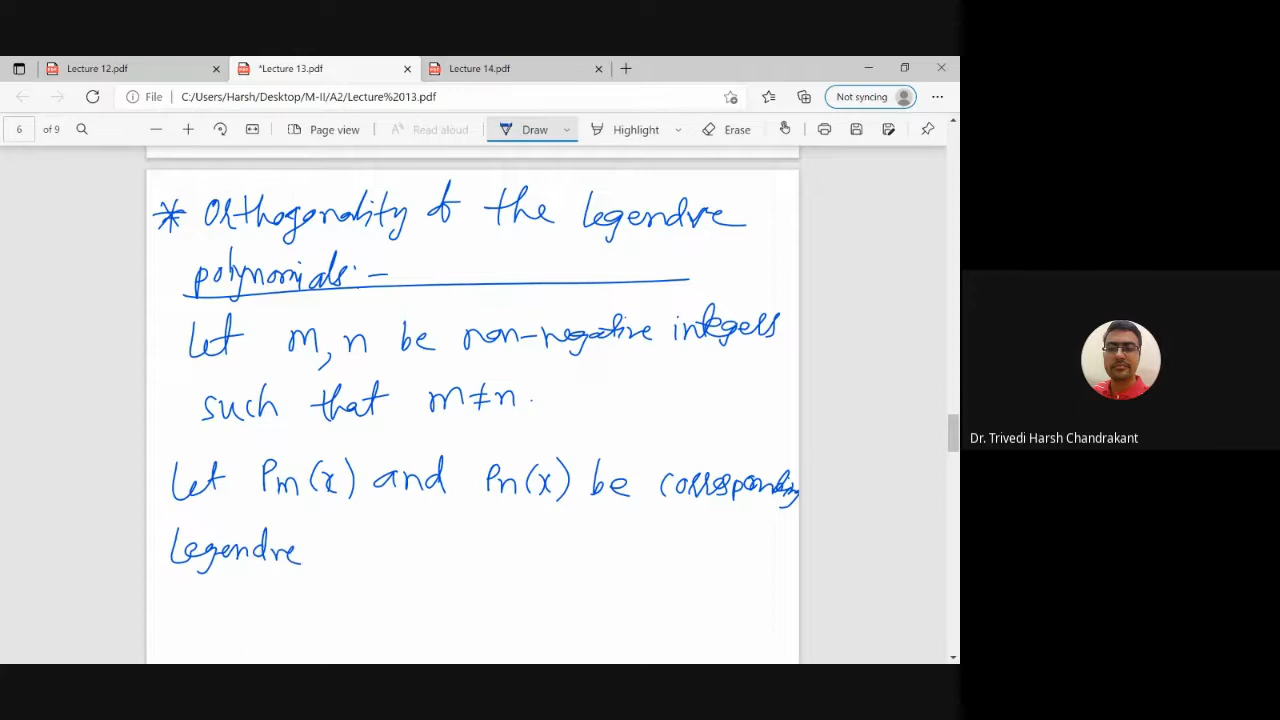 Lecture 12.pdf
*Lecture 13.pdf
Lecture 14.pdf
File C:/Users/Harsh/Desktop/M-II/A2/Lecture%2013.pdf
Not syncing
6 of 9
Page view
Read aloud
Draw
Highlight
Erase
* Orthogonality of the Legendre
polynomials:-
Let m, n be non-negative integers
such that m≠n.
Let Pm(x) and Pn(x) be corresponding
Legendre
Dr. Trivedi Harsh Chandrakant